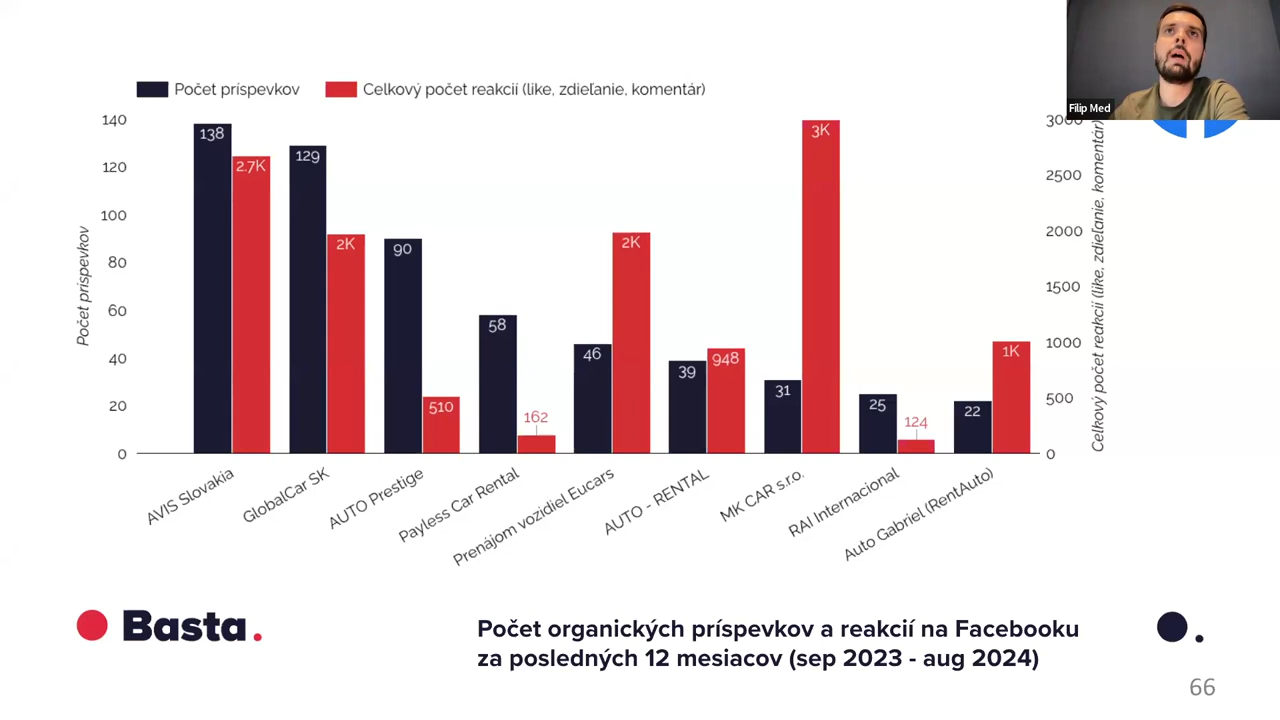 Filip Med
Počet príspevkov
Celkový počet reakcií (like, zdieľanie, komentár)
140
120
100
80
60
40
20
0
Počet príspevkov
138
2.7K
129
2K
90
510
58
162
46
2K
39
948
31
3K
25
124
22
1K
3000
2500
2000
1500
1000
500
0
Celkový počet reakcií (like, zdieľanie, komentár)
AVIS Slovakia
GlobalCar SK
AUTO Prestige
Payless Car Rental
Prenájom vozidiel Eucars
AUTO - RENTAL
MK CAR s.r.o.
RAI Internacional
Auto Gabriel (RentAuto)
Basta.
Počet organických príspevkov a reakcií na Facebooku
za posledných 12 mesiacov (sep 2023 - aug 2024)
66